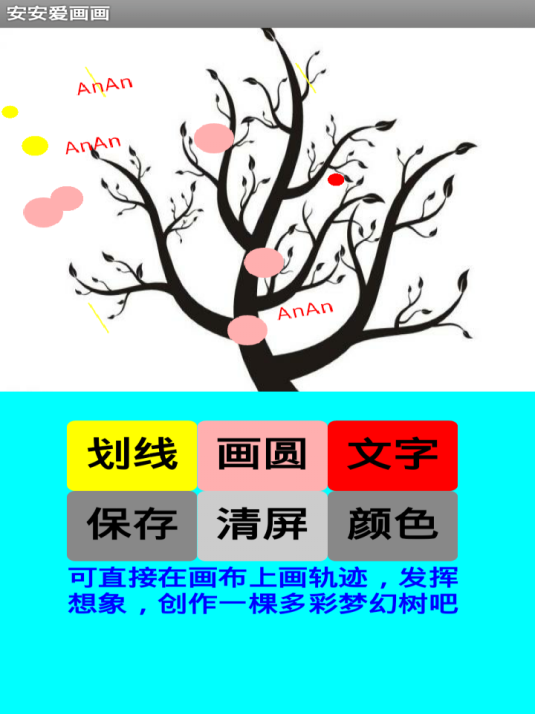 安安爱画画
AnAn
AnAn
AnAn
划线 画圆 文字
保存 清屏 颜色
可直接在画布上画轨迹，发挥
想象，创作一棵多彩梦幻树吧